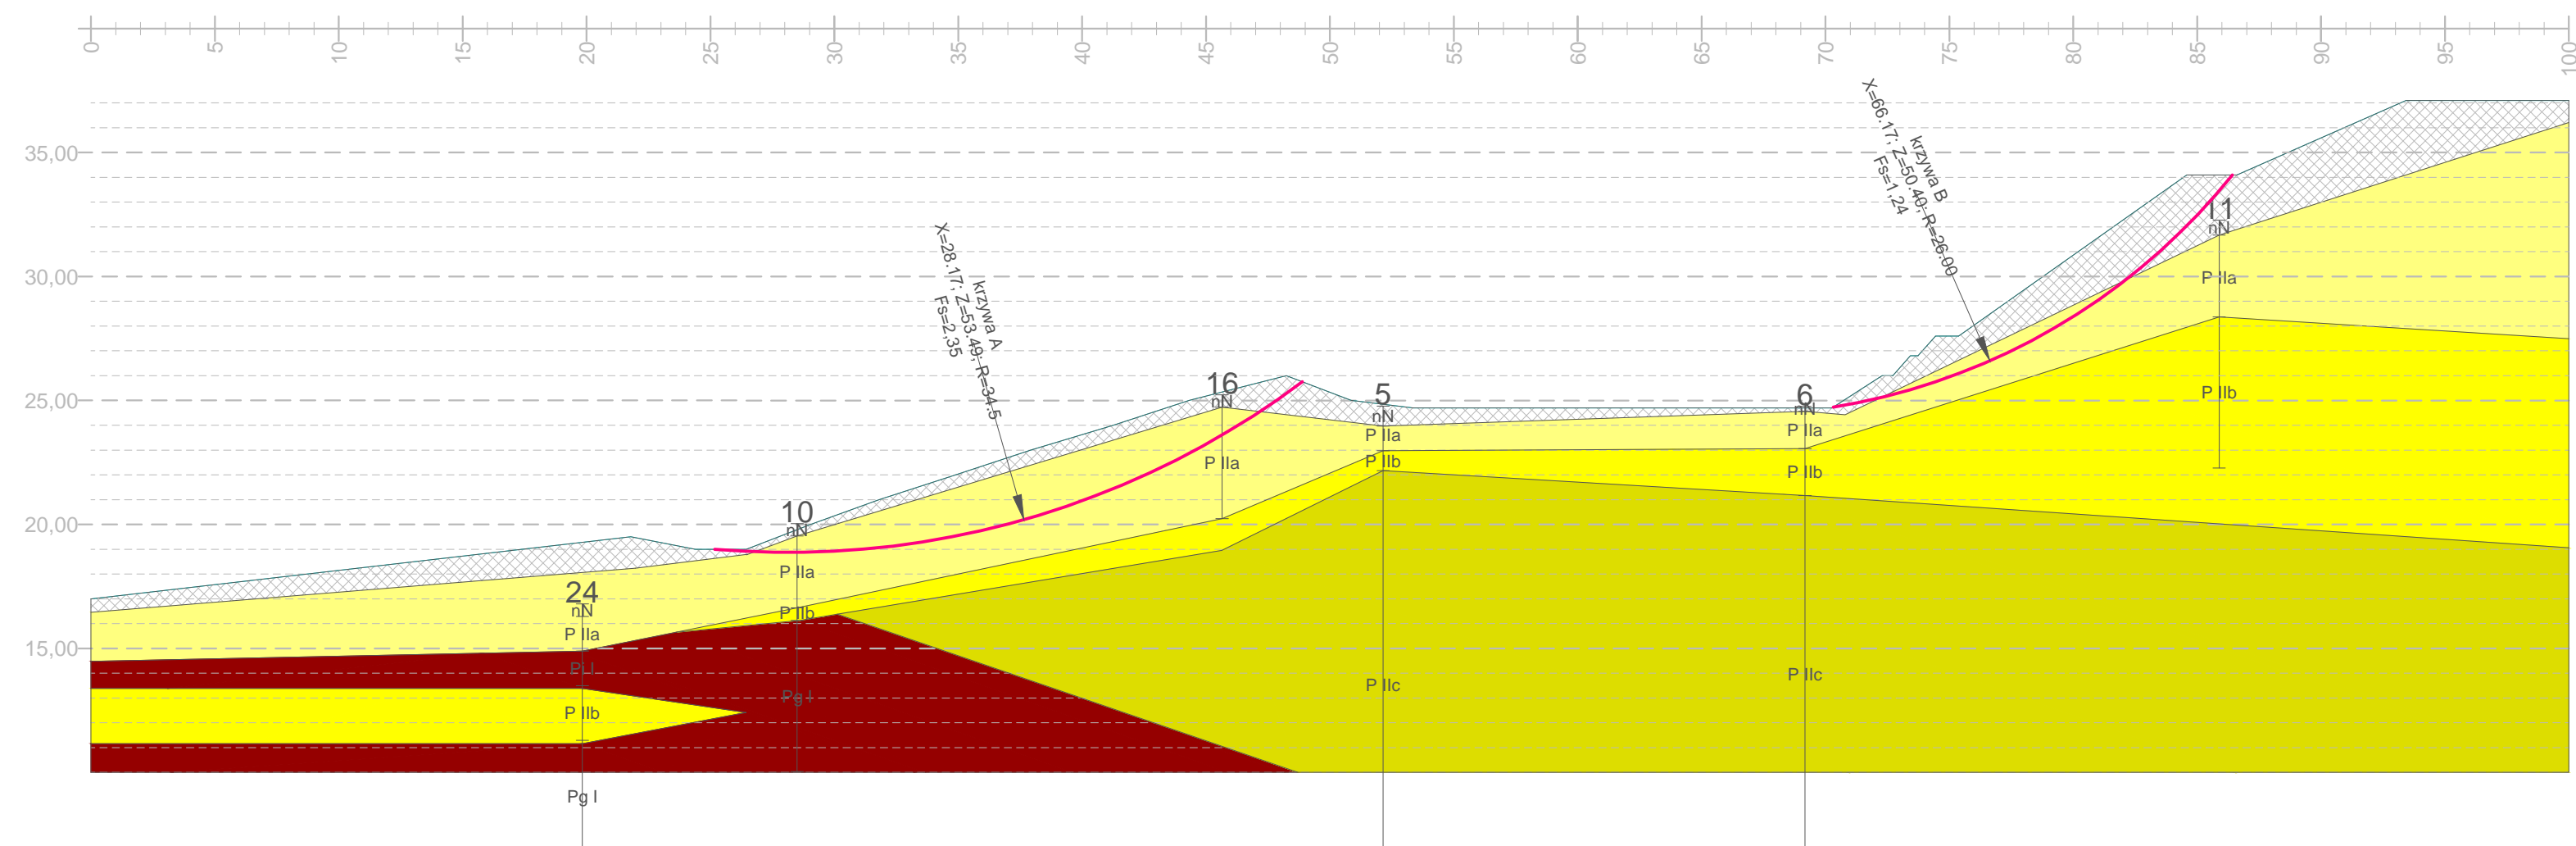 0 5 10 15 20 25 30 35 40 45 50 55 60 65 70 75 80 85 90 95 100
35,00
30,00
25,00
20,00
15,00
krzywa A
X=28.17; Z=53.49; R=34.5
Fs=2,35
krzywa B
X=66.17; Z=50.40; R=26.00
Fs=1,24
24
nN
P IIa
Pi I
P IIb
Pg I
10
nN
P IIa
P IIb
Pg I
16
nN
P IIa
5
nN
P IIa
P IIb
P IIc
6
nN
P IIa
P IIb
P IIc
11
nN
P IIa
P IIb